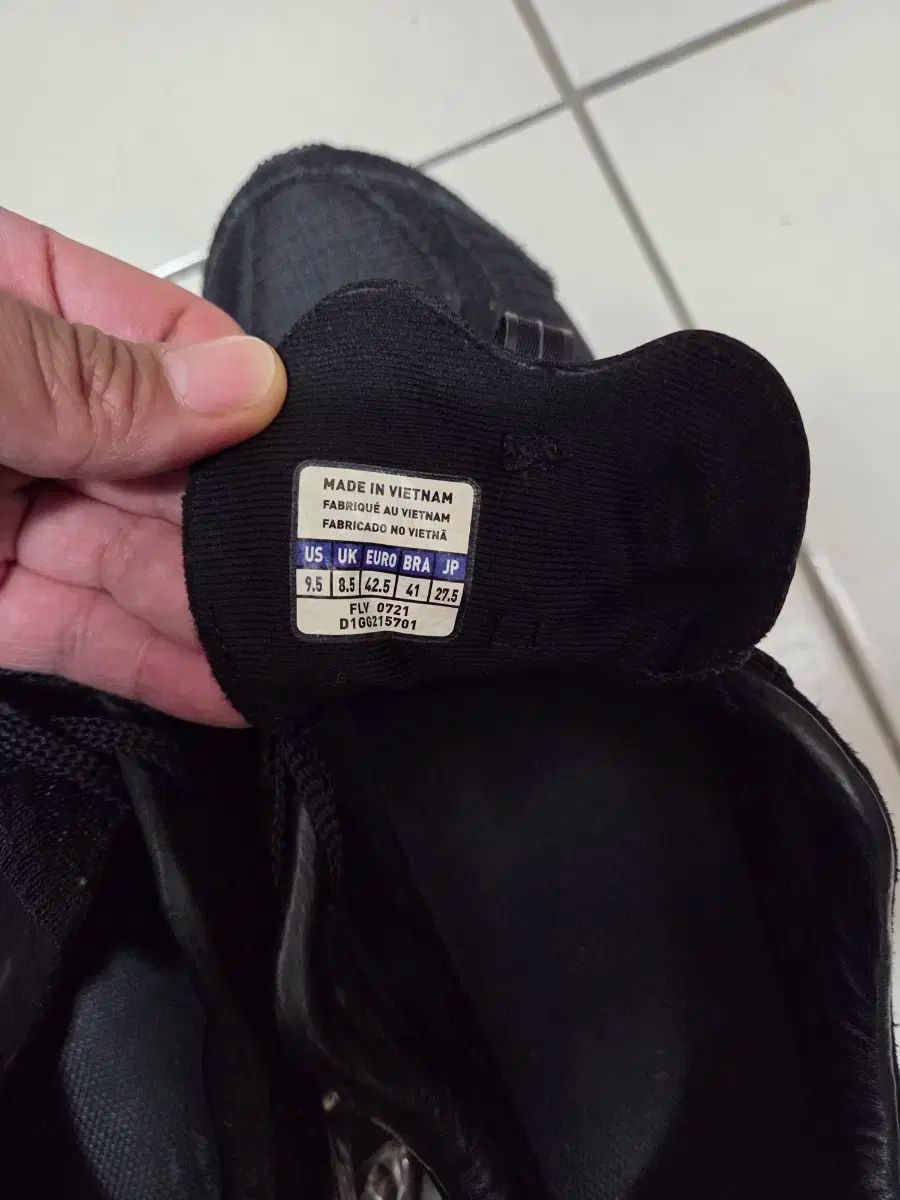 MADE IN VIETNAM
FABRIQUÉ AU VIETNAM
FABRICADO NO VIETNÃ
US UK EURO BRA JP
9.5 8.5 42.5 41 27.5
FLV 0721
D1GG215701